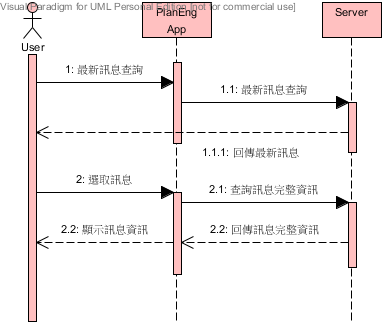 Visual Paradigm for UML Personal Edition [not for commercial use]
User
PlanEng
App
Server
1: 最新訊息查詢
1.1: 最新訊息查詢
1.1.1: 回傳最新訊息
2: 選取訊息
2.1: 查詢訊息完整資訊
2.2: 顯示訊息資訊
2.2: 回傳訊息完整資訊